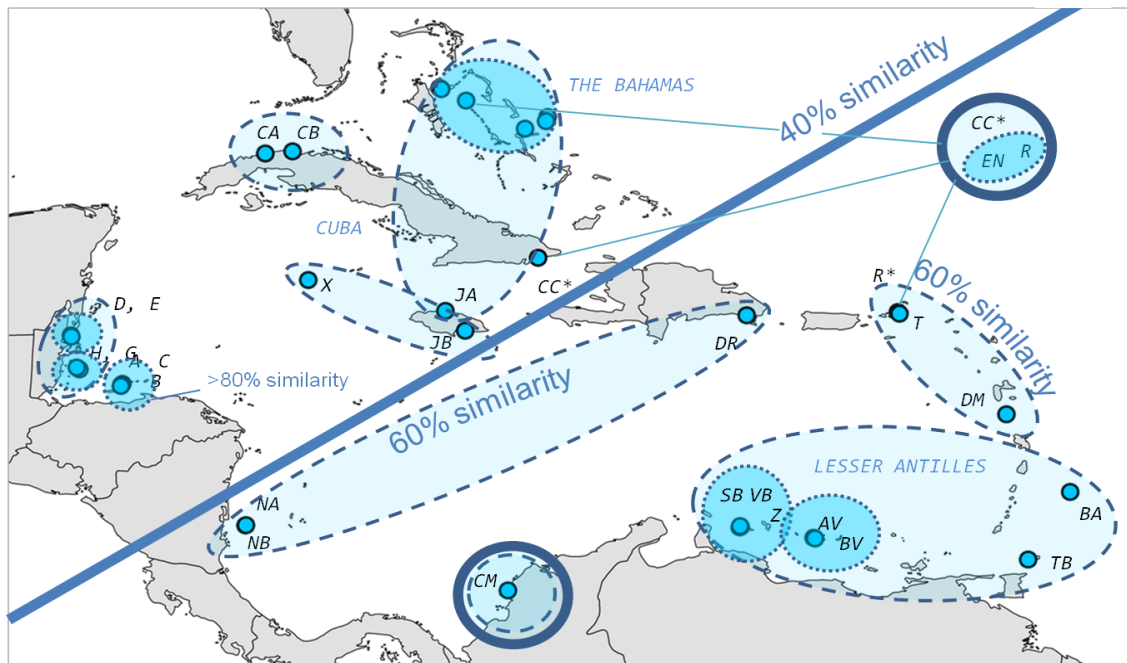 THE BAHAMAS
40% similarity
CC*
EN R
CA CB
CUBA
X
JA
JB
CC*
R*
60% similarity
T
DR
D, E
H, G
A C
B
>80% similarity
60% similarity
DM
LESSER ANTILLES
SB VB
Z
AV
BV
BA
TB
NA
NB
CM